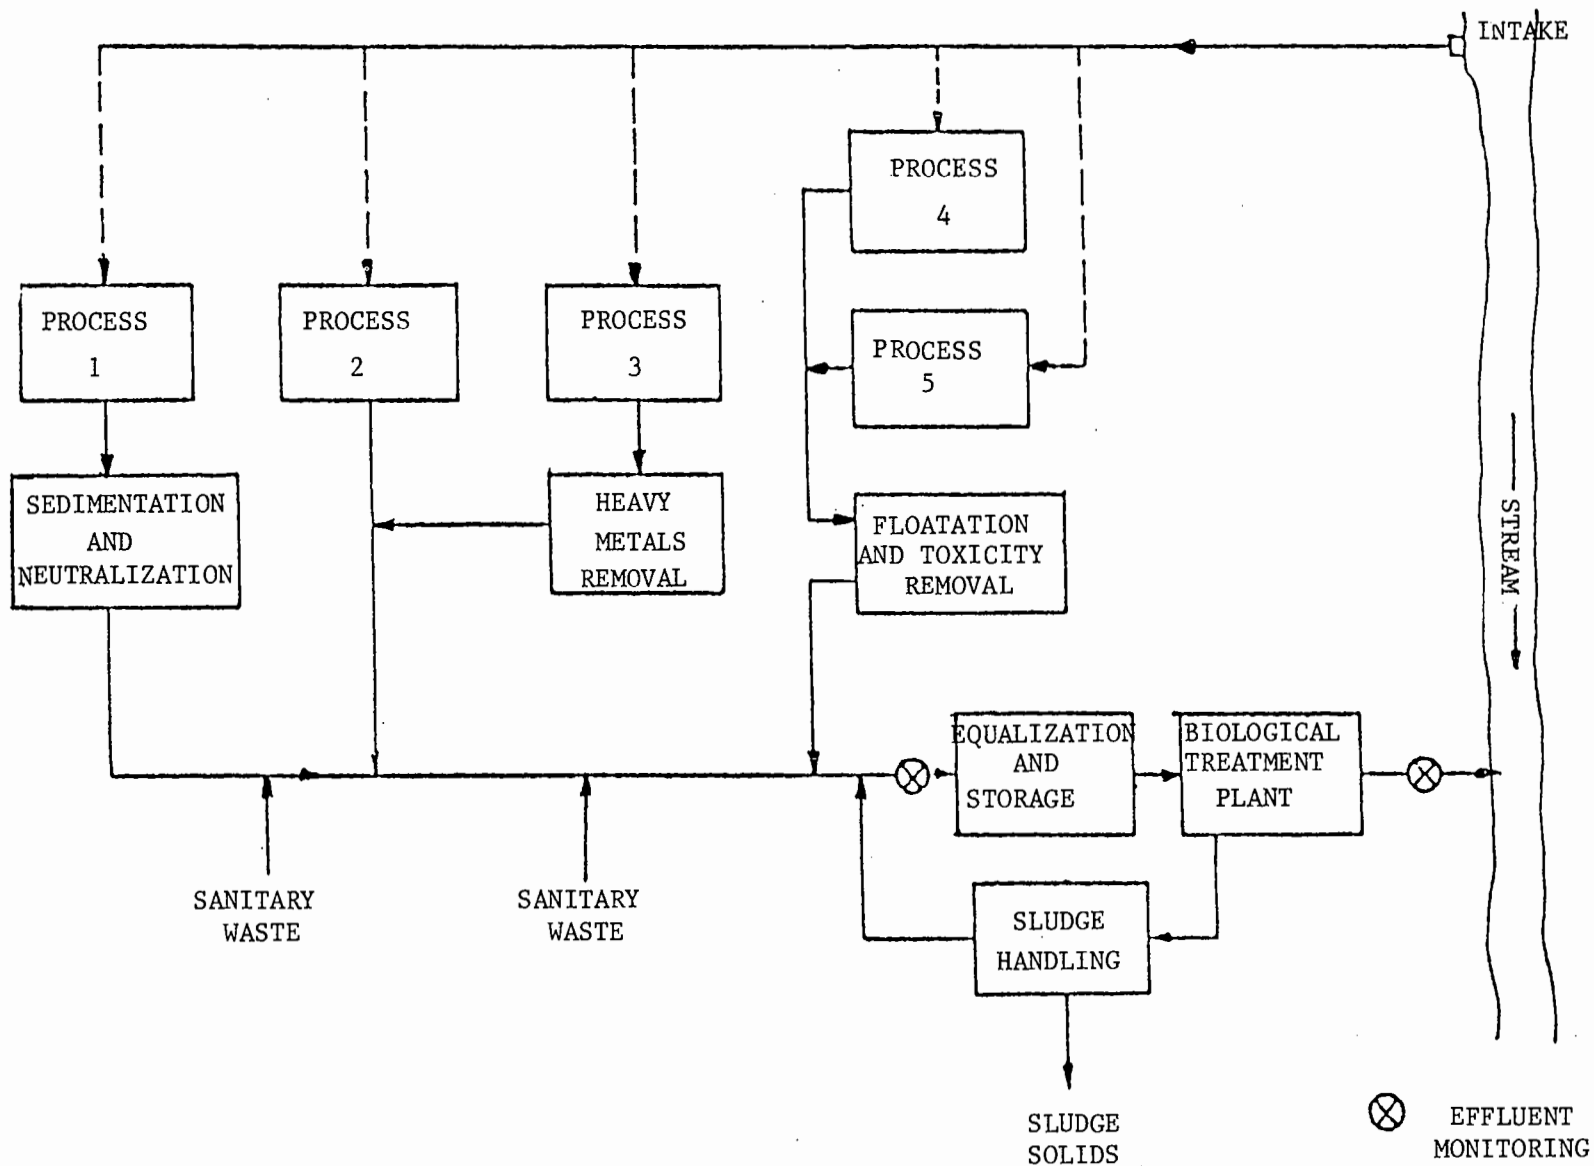 INTAKE
PROCESS
4
PROCESS
1
PROCESS
2
PROCESS
3
PROCESS
5
SEDIMENTATION
AND
NEUTRALIZATION
HEAVY
METALS
REMOVAL
FLOATATION
AND TOXICITY
REMOVAL
STREAM
EQUALIZATION
AND
STORAGE
BIOLOGICAL
TREATMENT
PLANT
SANITARY
WASTE
SANITARY
WASTE
SLUDGE
HANDLING
SLUDGE
SOLIDS
EFFLUENT
MONITORING